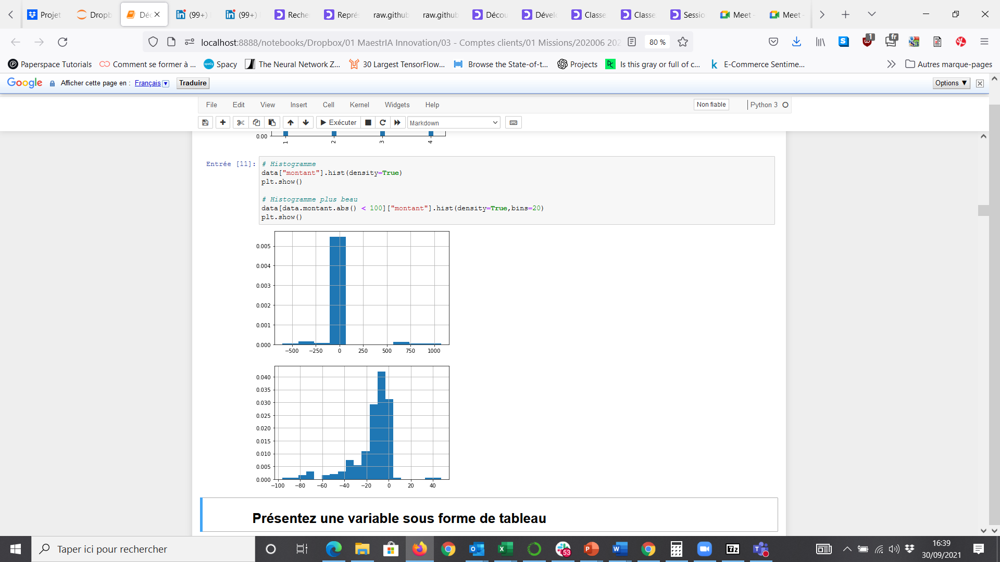 Projet
Dropb
Déc
(99+)
(99+)
Reche
Repré
raw.github
raw.github
Décou
Dével
Classe
Classe
Sessio
Meet -
Meet -
localhost:8888/notebooks/Dropbox/01 MaestrIA Innovation/03 - Comptes clients/01 Missions/202006 202
80 %
1
fr
Paperspace Tutorials
Comment se former à ...
Spacy
The Neural Network Z...
30 Largest TensorFlow...
Browse the State-of-t...
Projects
Is this gray or full of c...
E-Commerce Sentime...
Autres marque-pages
Google
Afficher cette page en :
Français
Traduire
Options ▼
File
Edit
View
Insert
Cell
Kernel
Widgets
Help
Non fiable
Python 3
Exécuter
Markdown
0.00
1
2
3
4
Entrée [11]:
# Histogramme
data["montant"].hist(density=True)
plt.show()
# Histogramme plus beau
data[data.montant.abs() < 100]["montant"].hist(density=True,bins=20)
plt.show()
0.005
0.004
0.003
0.002
0.001
0.000
−500
−250
0
250
500
750
1000
0.040
0.035
0.030
0.025
0.020
0.015
0.010
0.005
0.000
−100
−80
−60
−40
−20
0
20
40
Présentez une variable sous forme de tableau
Taper ici pour rechercher
53
16:39
30/09/2021